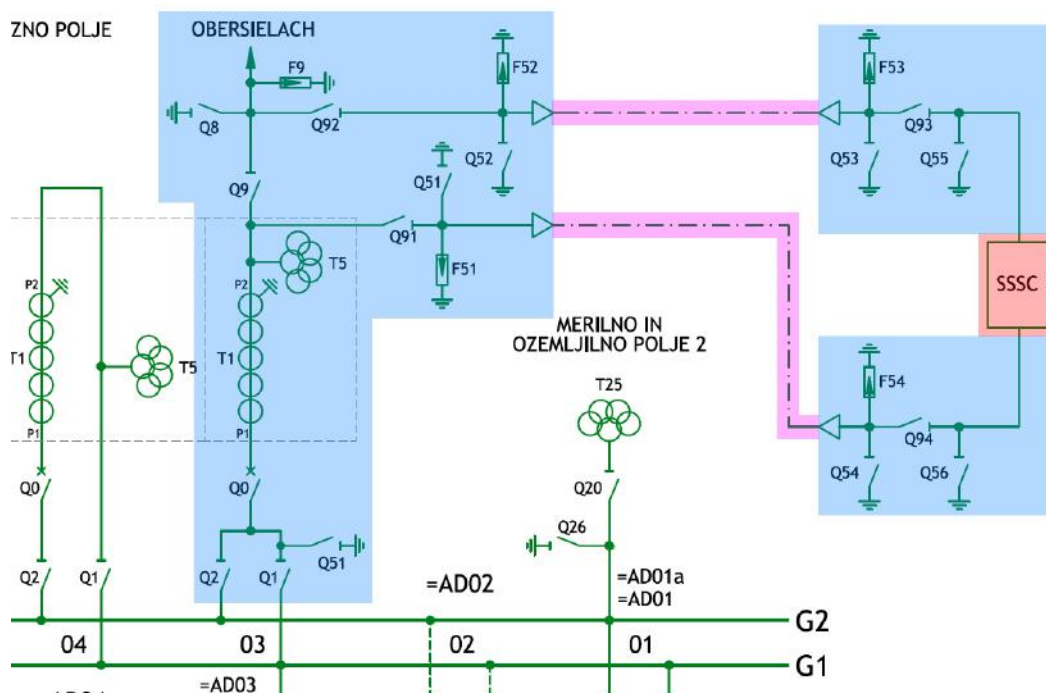 ZNO POLJE
OBERSIELACH
F9
F52
F53
Q8
Q92
Q93
Q52
Q53
Q55
Q51
Q9
Q91
T5
F51
SSSC
P2
P2
MERILNO IN
OZEMLJILNO POLJE 2
T1
T5
T1
T25
F54
P1
P1
Q94
Q0
Q0
Q20
Q54
Q56
Q26
Q51
Q2
Q1
Q2
Q1
=AD02
=AD01a
=AD01
G2
04
03
02
01
G1
=AD03